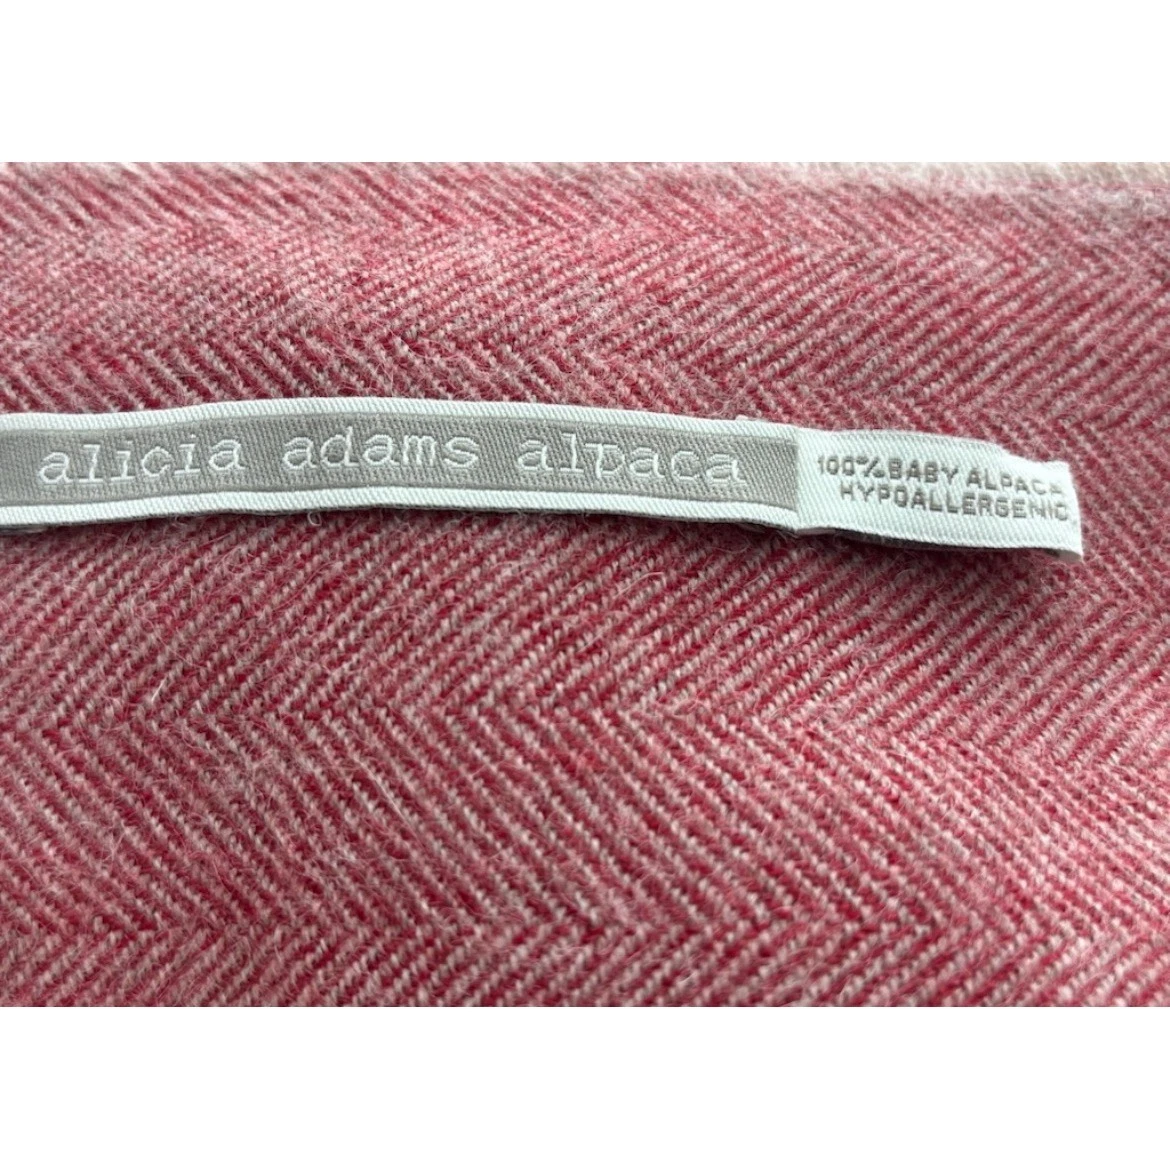 alicia adams alpaca
100% BABY ALPACA
HYPOALLERGENIC.